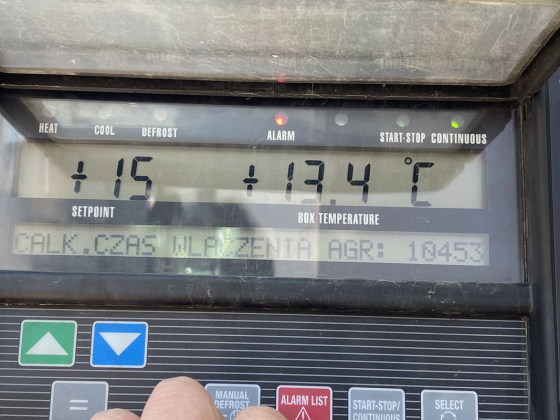 HEAT COOL DEFROST ALARM START-STOP CONTINUOUS
+15 +13.4 °C
SETPOINT BOX TEMPERATURE
CALK.CZAS WLACZENIA AGR: 10453
MANUAL DEFROST
ALARM LIST
START-STOP/ CONTINUOUS
SELECT